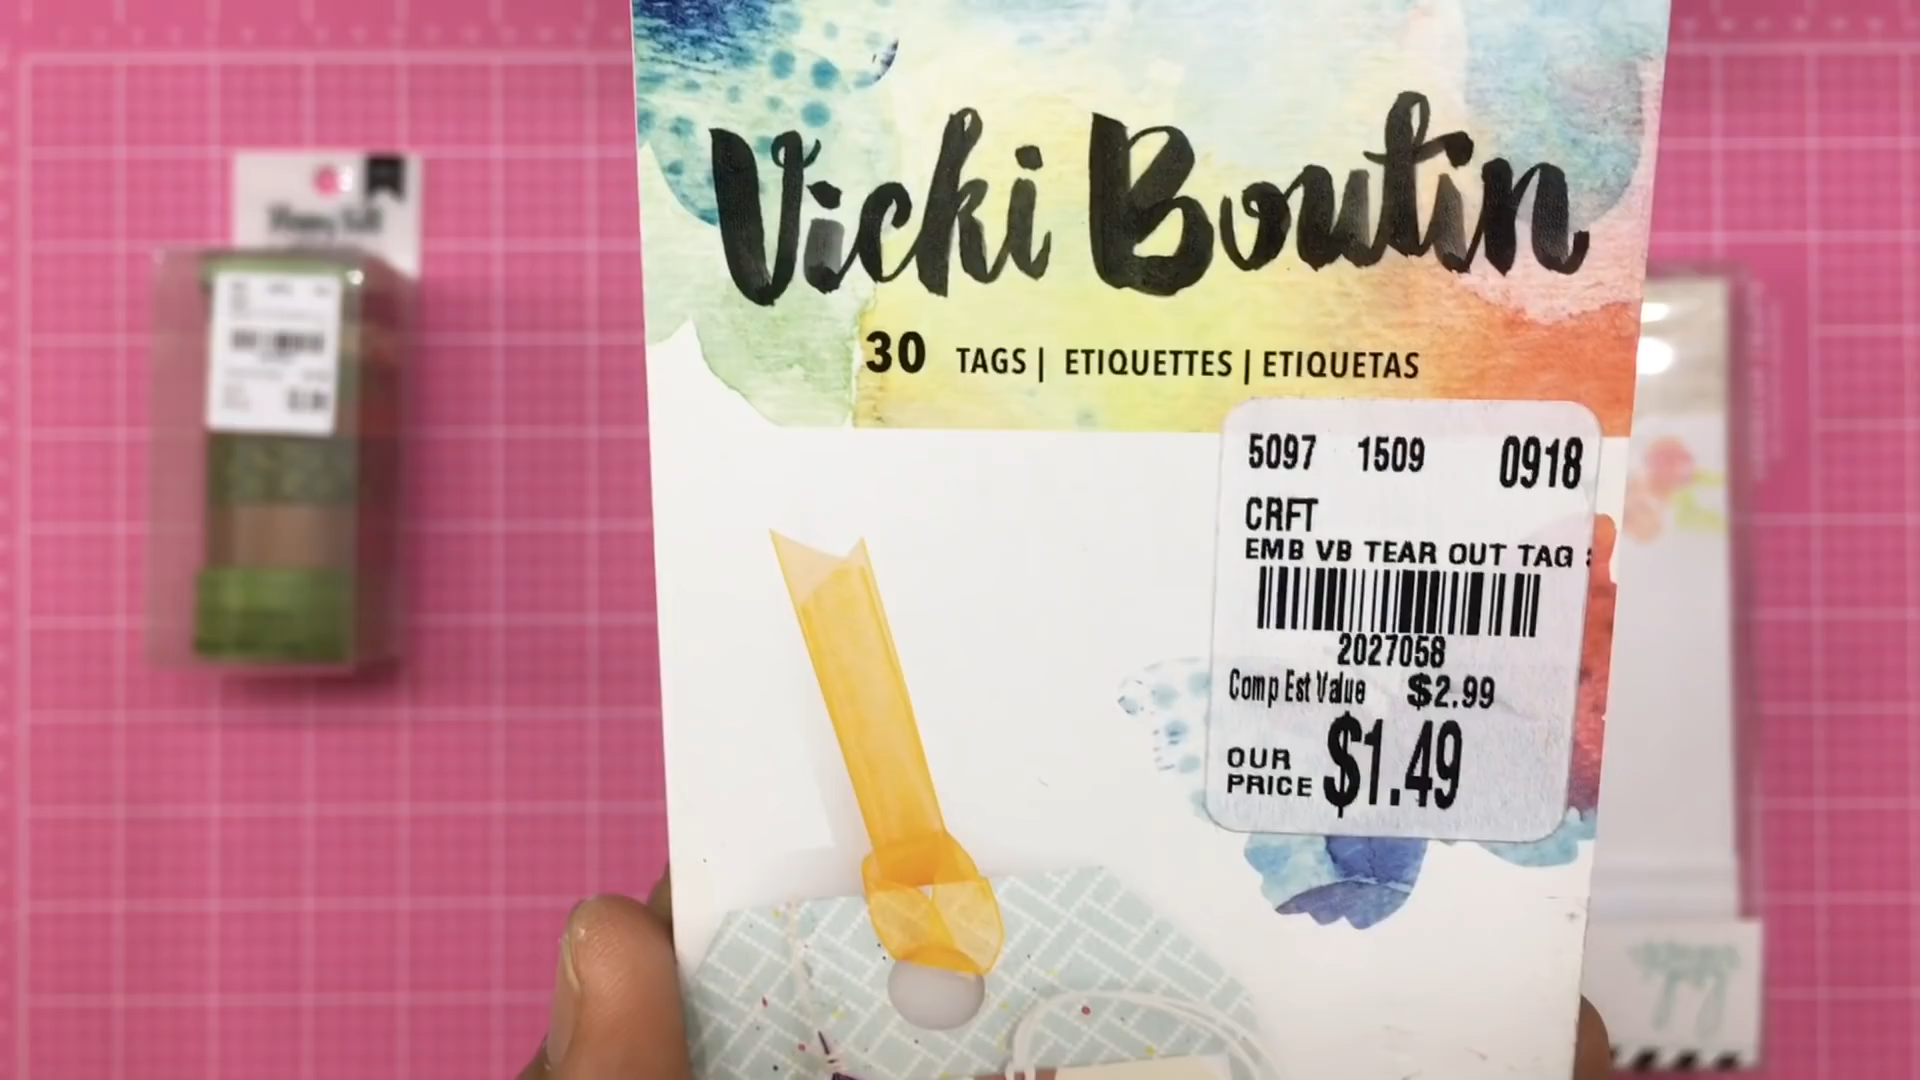 Vicki Boutin
30 TAGS | ETIQUETTES | ETIQUETAS
5097 1509 0918
CRFT
EMB VB TEAR OUT TAG
2027058
Comp Est Value $2.99
OUR PRICE $1.49